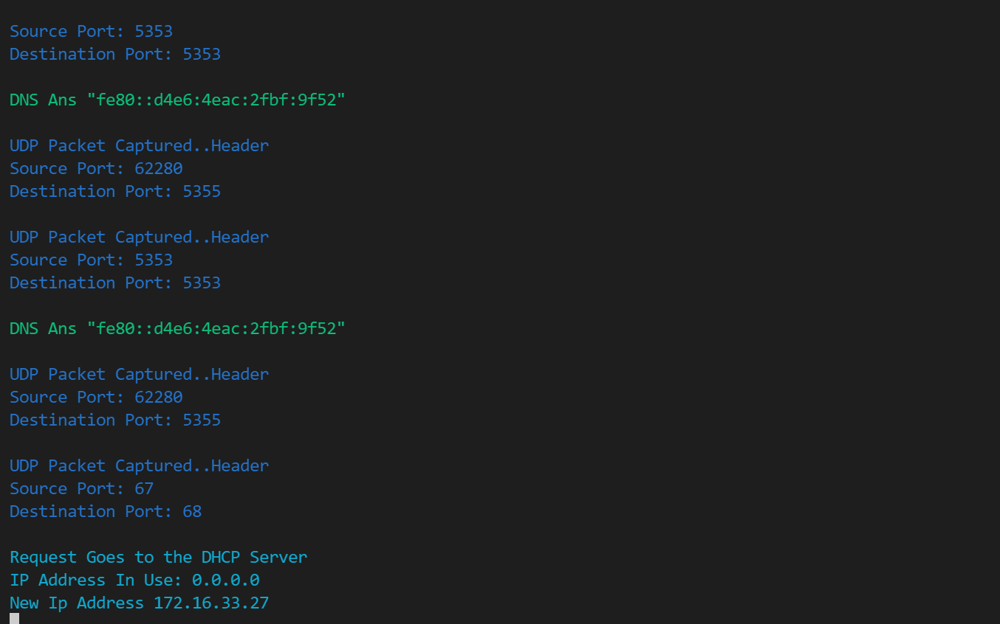 Source Port: 5353
Destination Port: 5353
DNS Ans "fe80::d4e6:4eac:2fbf:9f52"
UDP Packet Captured..Header
Source Port: 62280
Destination Port: 5355
UDP Packet Captured..Header
Source Port: 5353
Destination Port: 5353
DNS Ans "fe80::d4e6:4eac:2fbf:9f52"
UDP Packet Captured..Header
Source Port: 62280
Destination Port: 5355
UDP Packet Captured..Header
Source Port: 67
Destination Port: 68
Request Goes to the DHCP Server
IP Address In Use: 0.0.0.0
New Ip Address 172.16.33.27